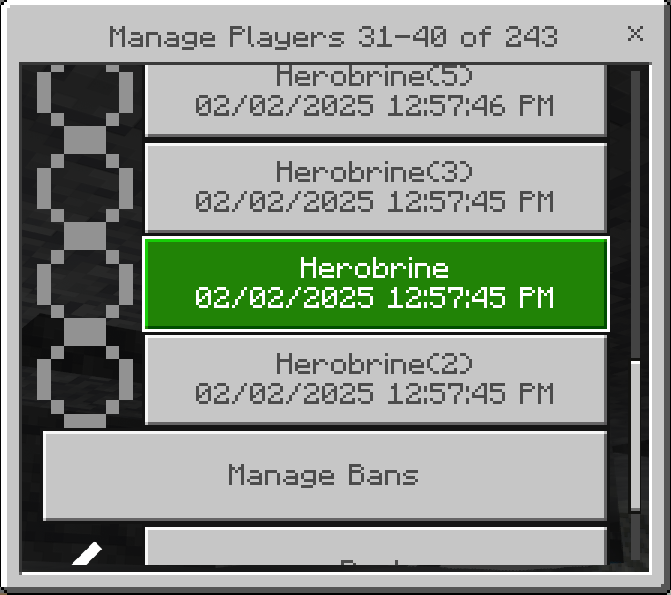 Manage Players 31-40 of 243
×
Herobrine(5)
02/02/2025 12:57:46 PM
Herobrine(3)
02/02/2025 12:57:45 PM
Herobrine
02/02/2025 12:57:45 PM
Herobrine(2)
02/02/2025 12:57:45 PM
Manage Bans